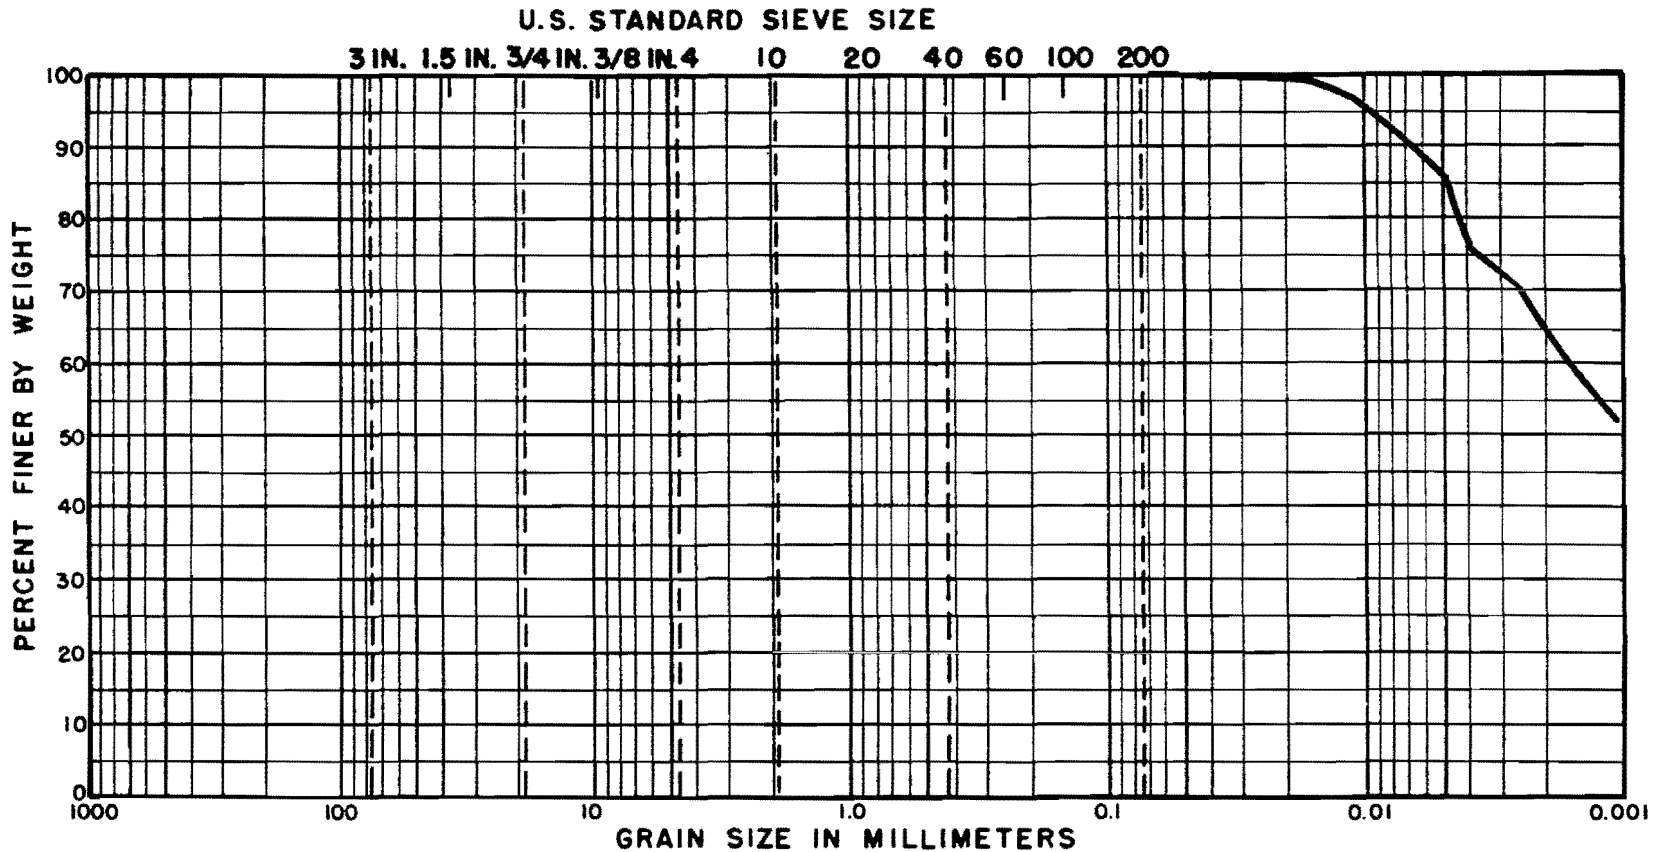 U.S. STANDARD SIEVE SIZE
3 IN. 1.5 IN. 3/4 IN. 3/8 IN. 4 10 20 40 60 100 200
100
90
80
70
60
50
40
30
20
10
0
PERCENT FINER BY WEIGHT
1000 100 10 1.0 0.1 0.01 0.001
GRAIN SIZE IN MILLIMETERS